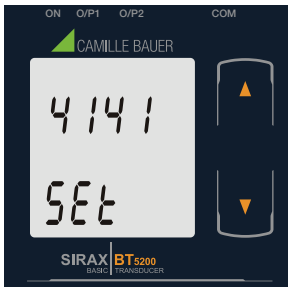 ON O/P1 O/P2 COM
CAMILLE BAUER
4141
SEt
SIRAX BT5200
BASIC TRANSDUCER